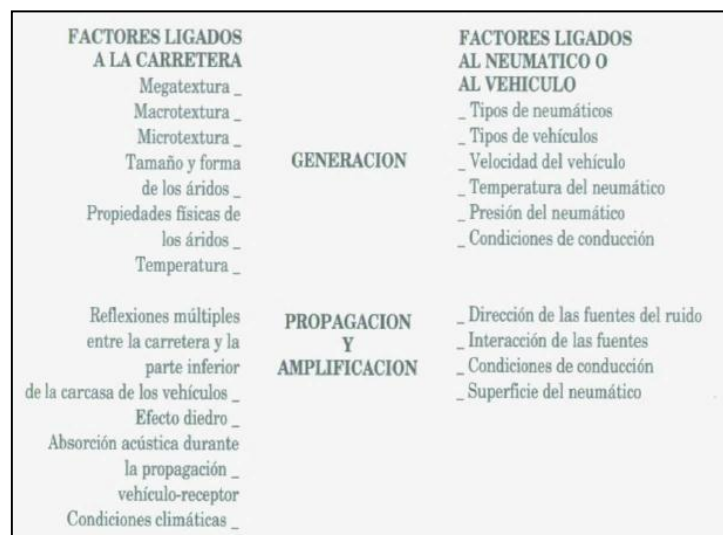 FACTORES LIGADOS
A LA CARRETERA
Megatextura _
Macrotextura _
Microtextura _
Tamaño y forma
de los áridos _
Propiedades físicas de
los áridos _
Temperatura _
GENERACION
FACTORES LIGADOS
AL NEUMATICO O
AL VEHICULO
_ Tipos de neumáticos
_ Tipos de vehículos
_ Velocidad del vehículo
_ Temperatura del neumático
_ Presión del neumático
_ Condiciones de conducción
Reflexiones múltiples
entre la carretera y la
parte inferior
de la carcasa de los vehículos _
Efecto diedro _
Absorción acústica durante
la propagación _
vehículo-receptor
Condiciones climáticas _
PROPAGACION
Y
AMPLIFICACION
_ Dirección de las fuentes del ruido
_ Interacción de las fuentes
_ Condiciones de conducción
_ Superficie del neumático